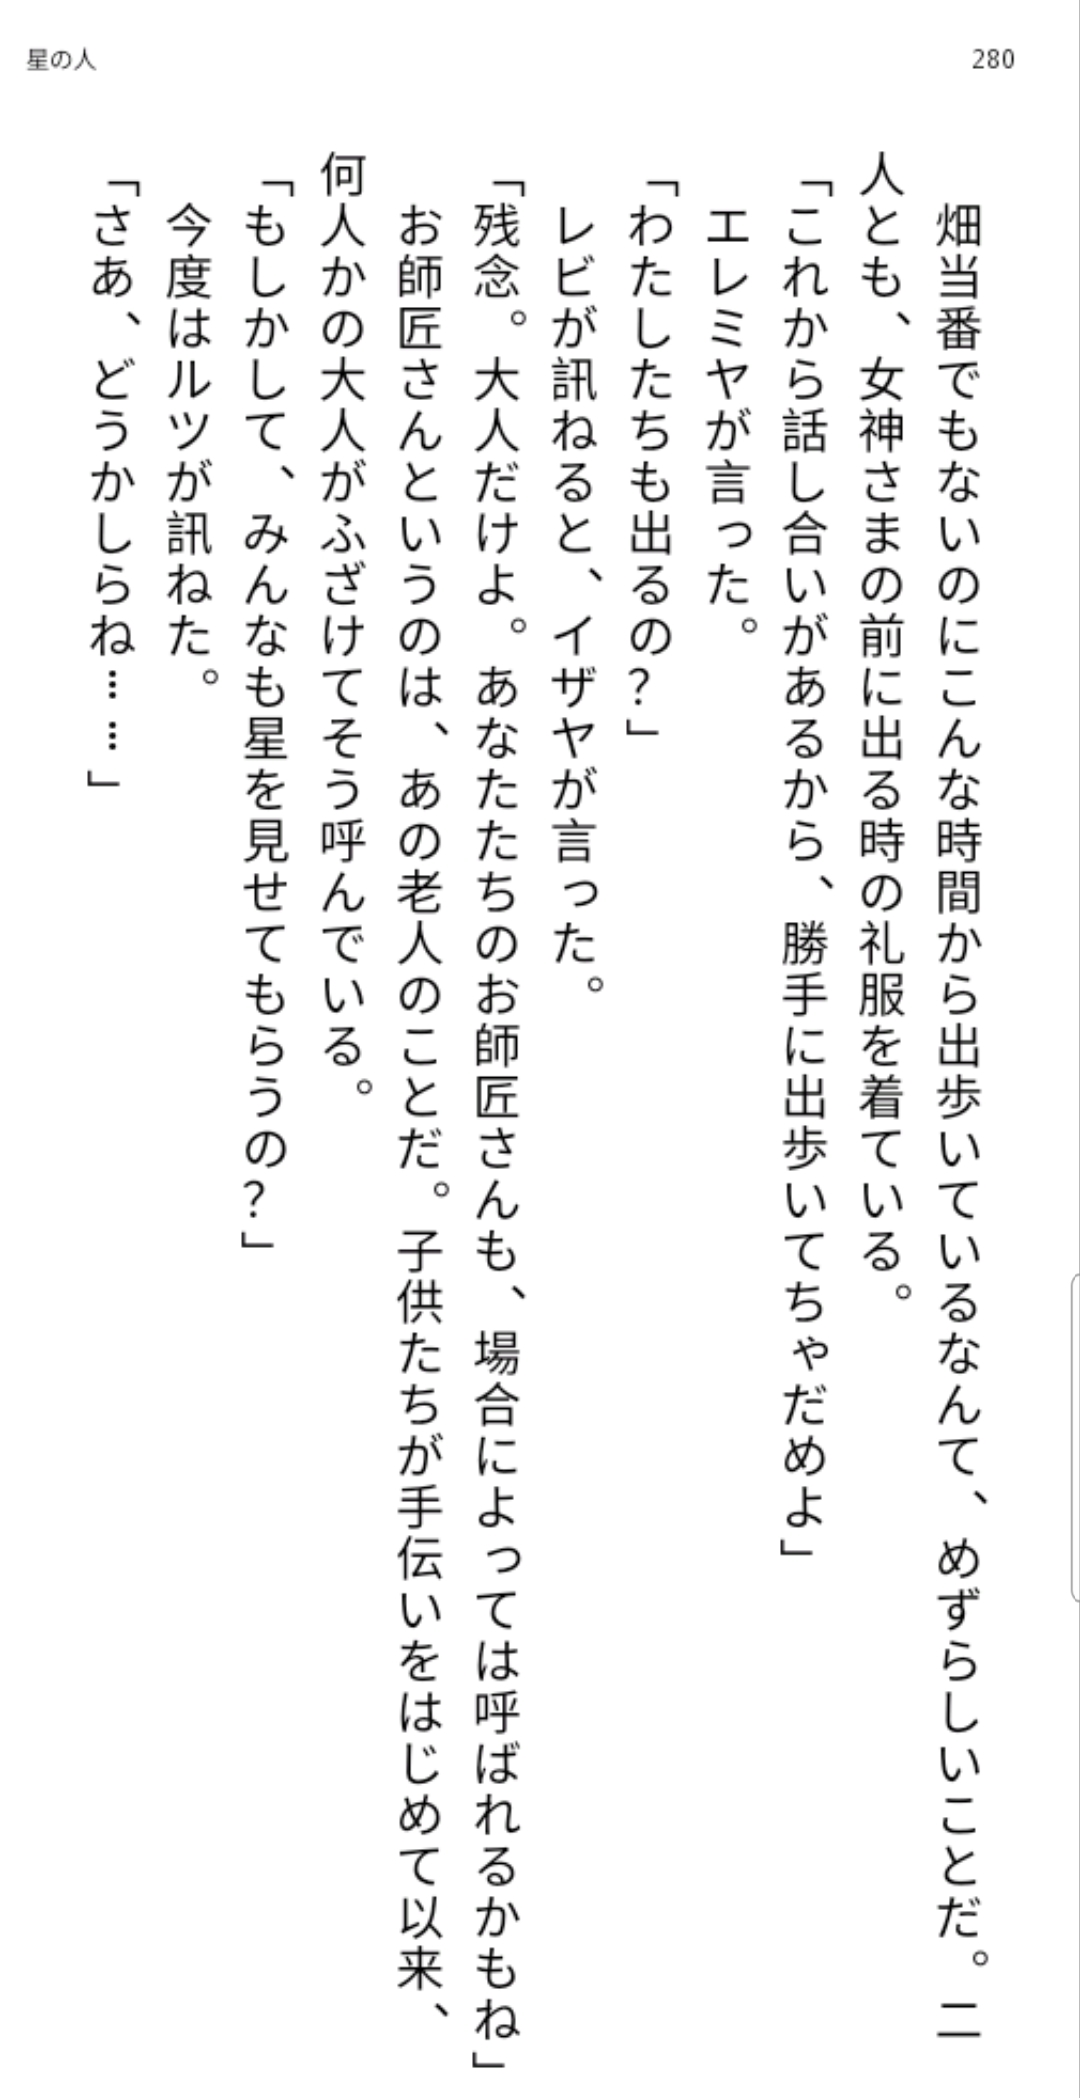 星の人
280
　畑当番でもないのにこんな時間から出歩いているなんて、めずらしいことだ。二
人とも、女神さまの前に出る時の礼服を着ている。
「これから話し合いがあるから、勝手に出歩いてちゃだめよ」
　エレミヤが言った。
「わたしたちも出るの？」
　レビが訊ねると、イザヤが言った。
「残念。大人だけよ。あなたたちのお師匠さんも、場合によっては呼ばれるかもね」
　お師匠さんというのは、あの老人のことだ。子供たちが手伝いをはじめて以来、
何人かの大人がふざけてそう呼んでいる。
「もしかして、みんなも星を見せてもらうの？」
　今度はルツが訊ねた。
「さあ、どうかしらね……」